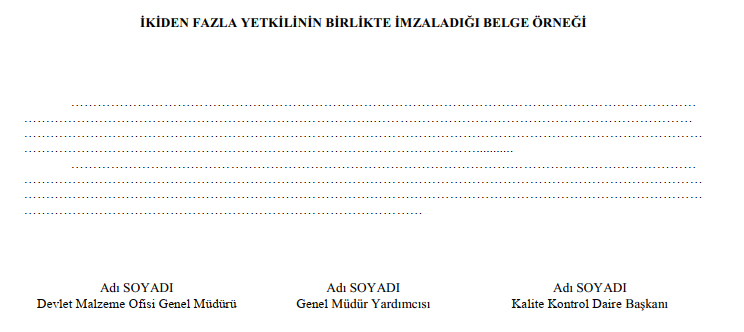 İKİDEN FAZLA YETKİLİNİN BİRLİKTE İMZALADIĞI BELGE ÖRNEĞİ
……………………………………………………………………………………………………………………………
……………………………………………………………………………………………………………………………………
………………………………………………………………………………………………………………………………………
…………………………………………………………………………………………...........
……………………………………………………………………………………………………………………………
………………………………………………………………………………………………………………………………………
………………………………………………………………………………………………………………………………………
………………………………………………………………………………
Adı SOYADI Adı SOYADI Adı SOYADI
Devlet Malzeme Ofisi Genel Müdürü Genel Müdür Yardımcısı Kalite Kontrol Daire Başkanı